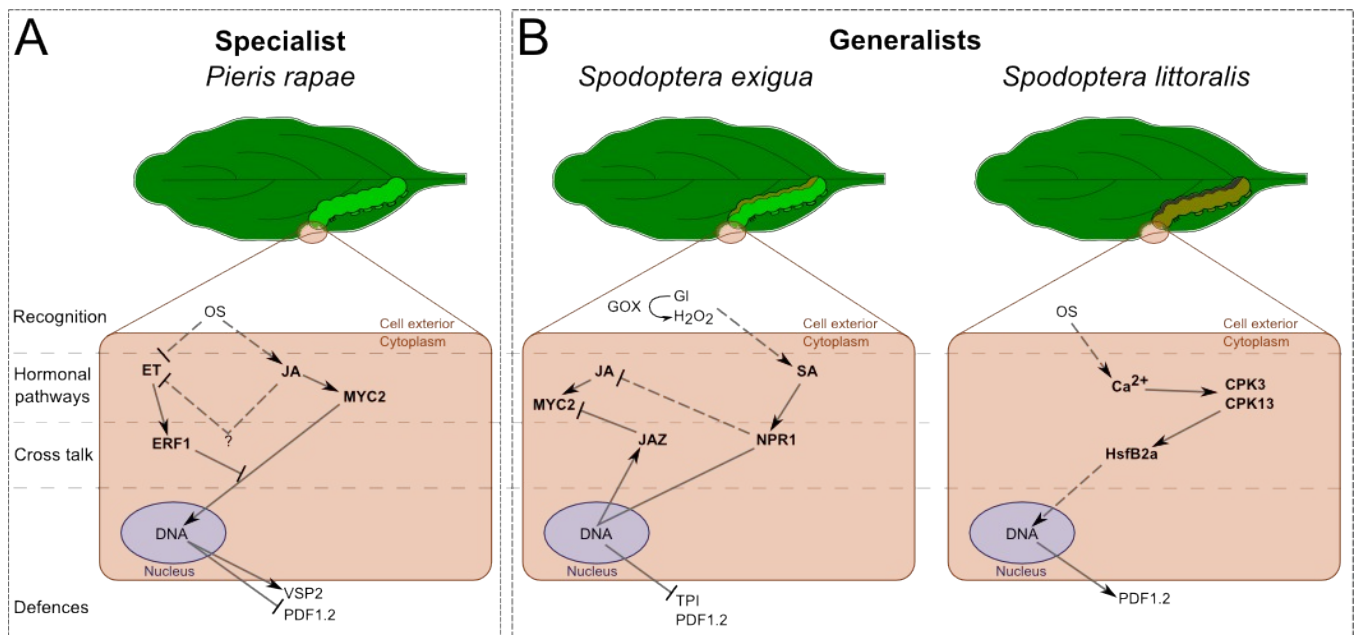 A
Specialist
Pieris rapae
B
Generalists
Spodoptera exigua
Spodoptera littoralis
Recognition
Hormonal
pathways
Cross talk
Defences
OS
Cell exterior
Cytoplasm
ET
JA
MYC2
ERF1
?
DNA
Nucleus
VSP2
PDF1.2
GOX
GI
H₂O₂
Cell exterior
Cytoplasm
JA
SA
MYC2
JAZ
NPR1
DNA
Nucleus
TPI
PDF1.2
OS
Cell exterior
Cytoplasm
Ca²⁺
CPK3
CPK13
HsfB2a
DNA
Nucleus
PDF1.2